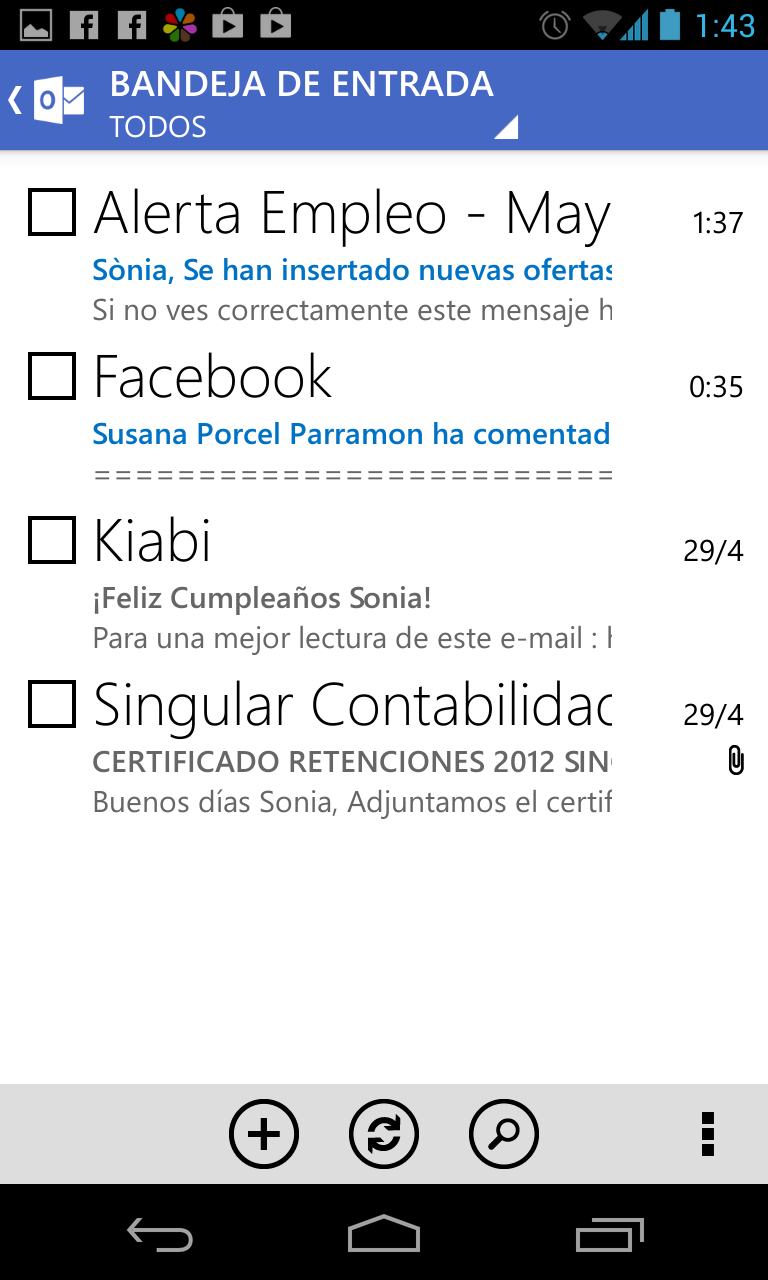 1:43
BANDEJA DE ENTRADA
TODOS
Alerta Empleo - May
1:37
Sònia, Se han insertado nuevas ofertas
Si no ves correctamente este mensaje h
Facebook
0:35
Susana Porcel Parramon ha comentad
=========================
Kiabi
29/4
¡Feliz Cumpleaños Sonia!
Para una mejor lectura de este e-mail : h
Singular Contabilidad
29/4
CERTIFICADO RETENCIONES 2012 SING
Buenos días Sonia, Adjuntamos el certif